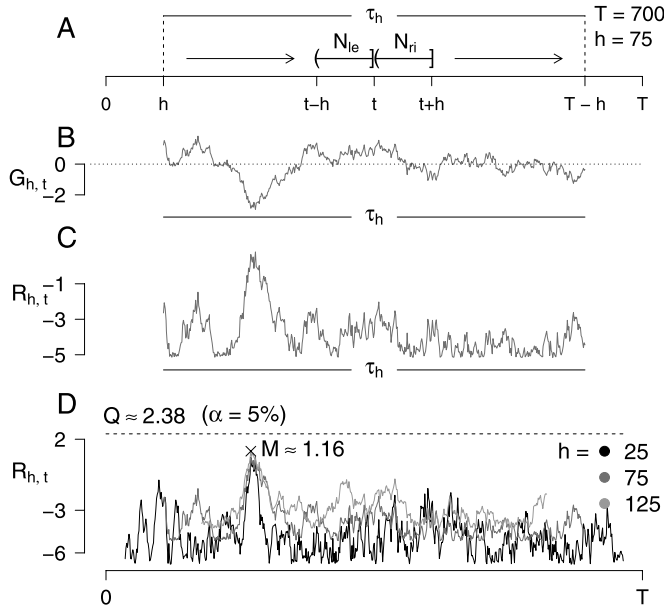 A
τh
T = 700
h = 75
Nle Nri
0 h t−h t t+h T − h T
B
0
−2
Gh, t
τh
C
−1
−3
−5
Rh, t
τh
D
Q ≈ 2.38 (α = 5%)
2
−3
−6
Rh, t
M ≈ 1.16
h = 25
75
125
0 T